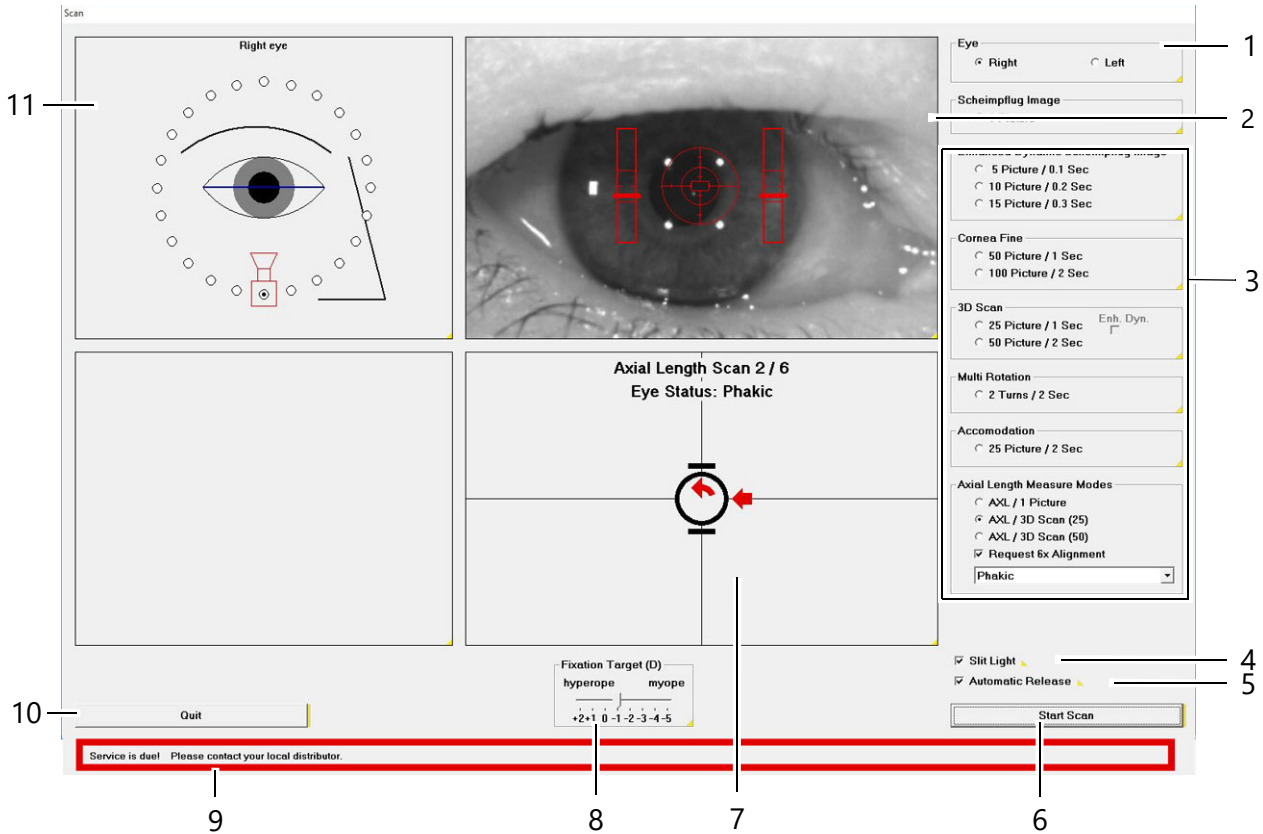 Scan
Right eye
11
Eye
Right Left
1
Scheimpflug Image
2
Enhanced Dynamic Scheimpflug Image
5 Picture / 0.1 Sec
10 Picture / 0.2 Sec
15 Picture / 0.3 Sec
Cornea Fine
50 Picture / 1 Sec
100 Picture / 2 Sec
3
3D Scan
25 Picture / 1 Sec Enh. Dyn.
50 Picture / 2 Sec
Multi Rotation
2 Turns / 2 Sec
Accomodation
25 Picture / 2 Sec
Axial Length Measure Modes
AXL / 1 Picture
AXL / 3D Scan (25)
AXL / 3D Scan (50)
Request 6x Alignment
Phakic
Axial Length Scan 2 / 6
Eye Status: Phakic
Slit Light
4
Automatic Release
5
Fixation Target (D)
hyperope myope
+2+1 0 -1 -2 -3 -4 -5
10
Quit
Start Scan
Service is due! Please contact your local distributor.
9
8
7
6